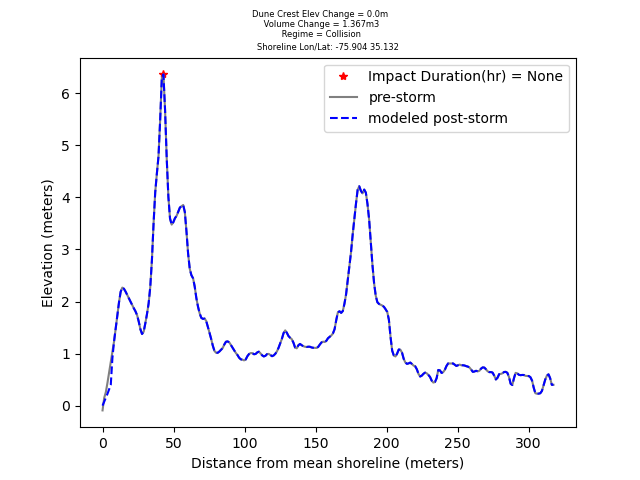 Dune Crest Elev Change = 0.0m
Volume Change = 1.367m3
Regime = Collision
Shoreline Lon/Lat: -75.904 35.132
Impact Duration(hr) = None
pre-storm
modeled post-storm
Elevation (meters)
6
5
4
3
2
1
0
0 50 100 150 200 250 300
Distance from mean shoreline (meters)